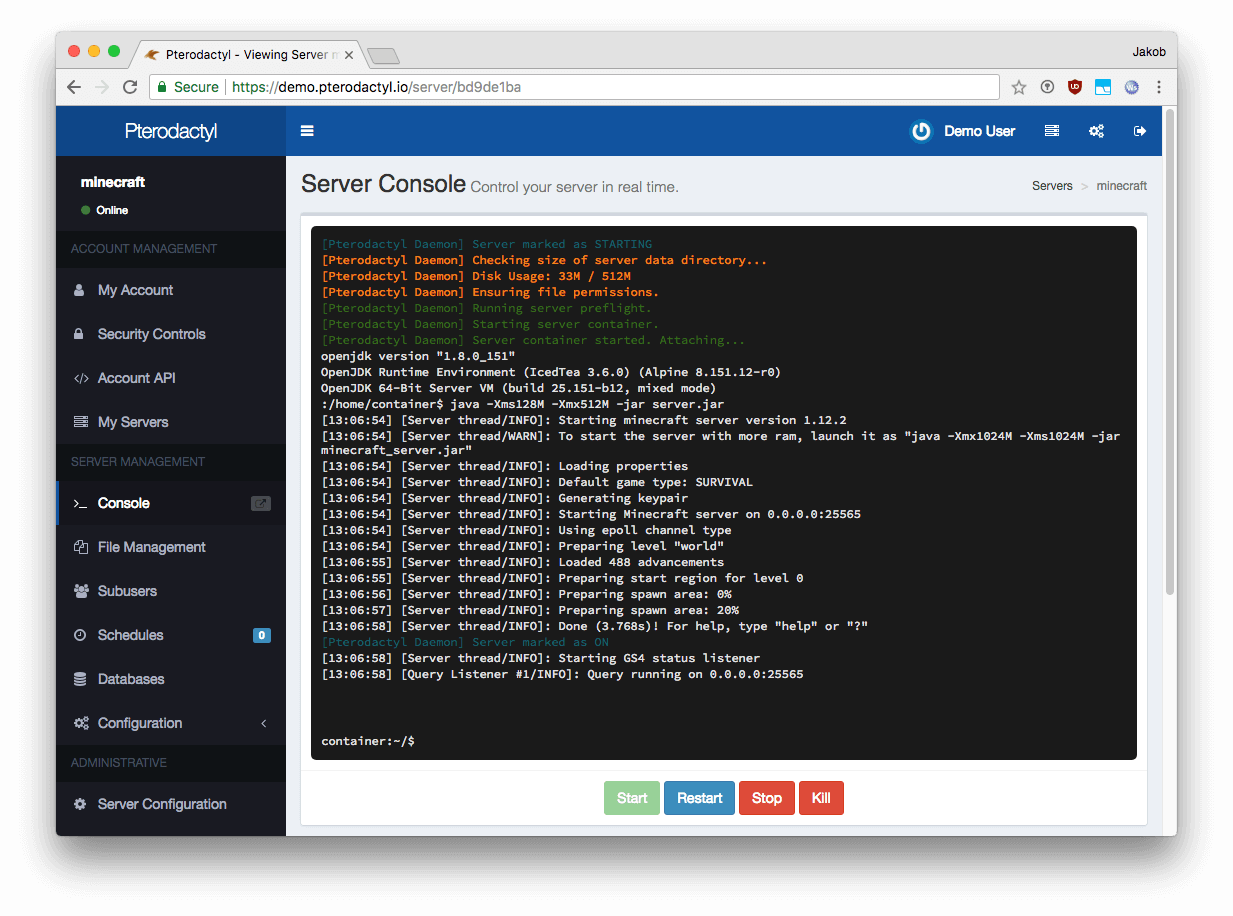 Pterodactyl - Viewing Server m
Jakob
Secure https://demo.pterodactyl.io/server/bd9de1ba
Pterodactyl
Demo User
minecraft
Online
ACCOUNT MANAGEMENT
My Account
Security Controls
Account API
My Servers
SERVER MANAGEMENT
Console
File Management
Subusers
Schedules 0
Databases
Configuration
ADMINISTRATIVE
Server Configuration
Server Console Control your server in real time.
Servers > minecraft
[Pterodactyl Daemon] Server marked as STARTING
[Pterodactyl Daemon] Checking size of server data directory...
[Pterodactyl Daemon] Disk Usage: 33M / 512M
[Pterodactyl Daemon] Ensuring file permissions.
[Pterodactyl Daemon] Running server preflight.
[Pterodactyl Daemon] Starting server container.
[Pterodactyl Daemon] Server container started. Attaching...
openjdk version "1.8.0_151"
OpenJDK Runtime Environment (IcedTea 3.6.0) (Alpine 8.151.12-r0)
OpenJDK 64-Bit Server VM (build 25.151-b12, mixed mode)
:/home/container$ java -Xms128M -Xmx512M -jar server.jar
[13:06:54] [Server thread/INFO]: Starting minecraft server version 1.12.2
[13:06:54] [Server thread/WARN]: To start the server with more ram, launch it as "java -Xmx1024M -Xms1024M -jar
minecraft_server.jar"
[13:06:54] [Server thread/INFO]: Loading properties
[13:06:54] [Server thread/INFO]: Default game type: SURVIVAL
[13:06:54] [Server thread/INFO]: Generating keypair
[13:06:54] [Server thread/INFO]: Starting Minecraft server on 0.0.0.0:25565
[13:06:54] [Server thread/INFO]: Using epoll channel type
[13:06:54] [Server thread/INFO]: Preparing level "world"
[13:06:55] [Server thread/INFO]: Loaded 488 advancements
[13:06:55] [Server thread/INFO]: Preparing start region for level 0
[13:06:56] [Server thread/INFO]: Preparing spawn area: 0%
[13:06:57] [Server thread/INFO]: Preparing spawn area: 20%
[13:06:58] [Server thread/INFO]: Done (3.768s)! For help, type "help" or "?"
[Pterodactyl Daemon] Server marked as ON
[13:06:58] [Server thread/INFO]: Starting GS4 status listener
[13:06:58] [Query Listener #1/INFO]: Query running on 0.0.0.0:25565
container:~/$
Start Restart Stop Kill